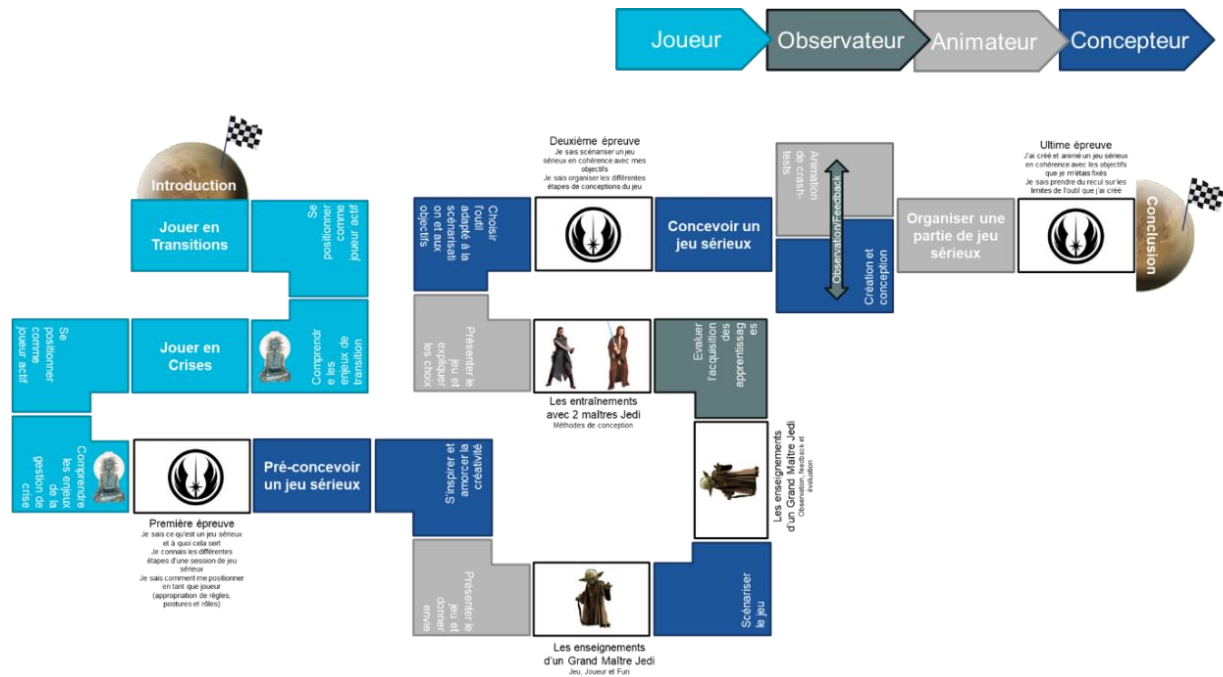 Joueur
Observateur
Animateur
Concepteur
Introduction
Jouer en
Transitions
Se
positionner
comme
joueur actif
Comprendr
e les
enjeux de
transition
Jouer en
Crises
Se
positionner
comme
joueur actif
Comprendre
les enjeux
de la
gestion de
crise
Première épreuve
Je sais ce qu'est un jeu sérieux
et à quoi cela sert
Je connais les différentes
étapes d'une session de jeu
sérieux
Je sais comment me positionner
en tant que joueur
(appropriation de règles,
postures et rôles)
Pré-concevoir
un jeu sérieux
S'inspirer et
amorcer la
créativité
Présenter le
jeu et
donner
envie
Les enseignements
d'un Grand Maître Jedi
Jeu, Joueur et Fun
Scénariser
le jeu
Les enseignements
d'un Grand Maître Jedi
Observation, feedback et
évaluation
Evaluer
l'acquisition
des
apprentissag
es
Les entraînements
avec 2 maîtres Jedi
Méthodes de conception
Présenter le
jeu et
expliquer
les choix
Choisir
l'outil
adapté à la
scénarisati
on et aux
objectifs
Deuxième épreuve
Je sais scénariser un jeu
sérieux en cohérence avec mes
objectifs
Je sais organiser les différentes
étapes de conceptions du jeu
Concevoir un
jeu sérieux
Animation
de crash-
tests
Observation/Feedback
Création et
conception
Organiser une
partie de jeu
sérieux
Ultime épreuve
J'ai créé et animé un jeu sérieux
en cohérence avec les objectifs
que je m'étais fixés
Je sais prendre du recul sur les
limites de l'outil que j'ai créé
Conclusion